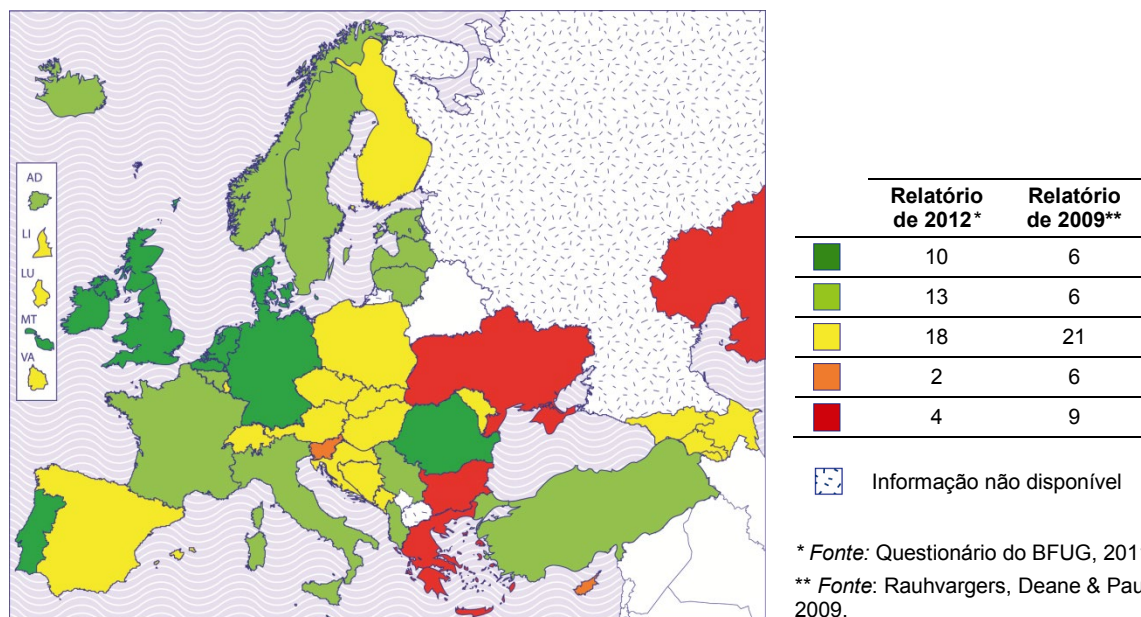 AD
LI
LU
MT
VA
Relatório de 2012* Relatório de 2009**
10 6
13 6
18 21
2 6
4 9
Informação não disponível
* Fonte: Questionário do BFUG, 201
** Fonte: Rauhvargers, Deane & Pau
2009.